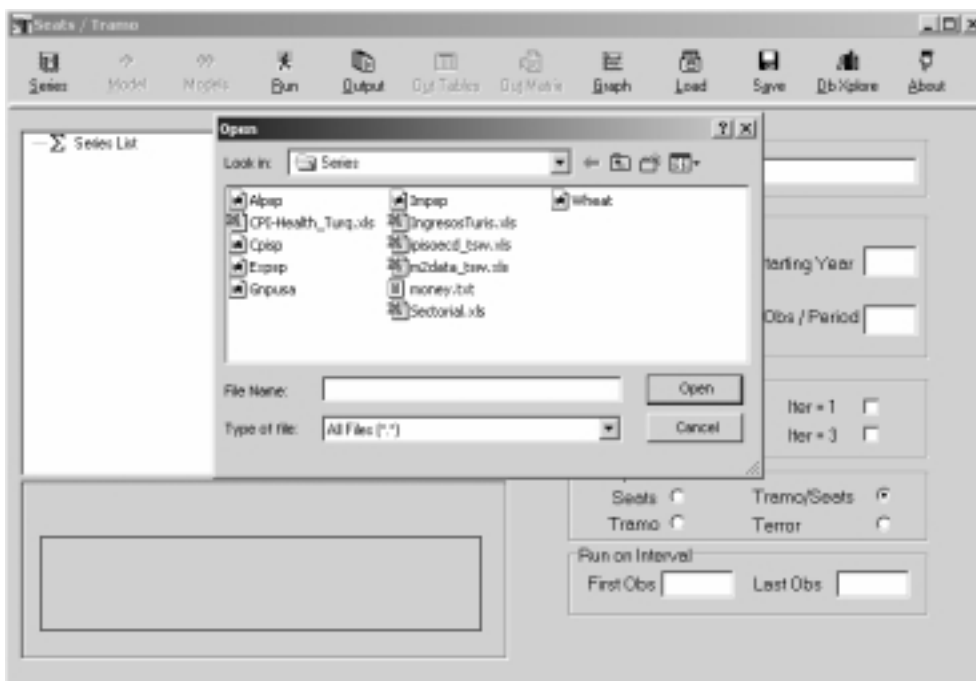 Seats / Tramo
Series Model Models Run Output Out Tables Out Matrix Graph Load Save Db Xplore About
Series List
Open
Look in: Series
Alpsp
CPI-Health_Turq.xls
Cpisp
Expsp
Gnpusa
Impsp
IngresosTuris.xls
ipisoecd_tsw.xls
m2data_tsw.xls
money.txt
Sectorial.xls
Wheat
File Name:
Open
Type of file: All Files (*.*)
Cancel
tarting Year
Obs / Period
Iter = 1
Iter = 3
Seats Tramo/Seats
Tramo Terror
Run on Interval
First Obs Last Obs